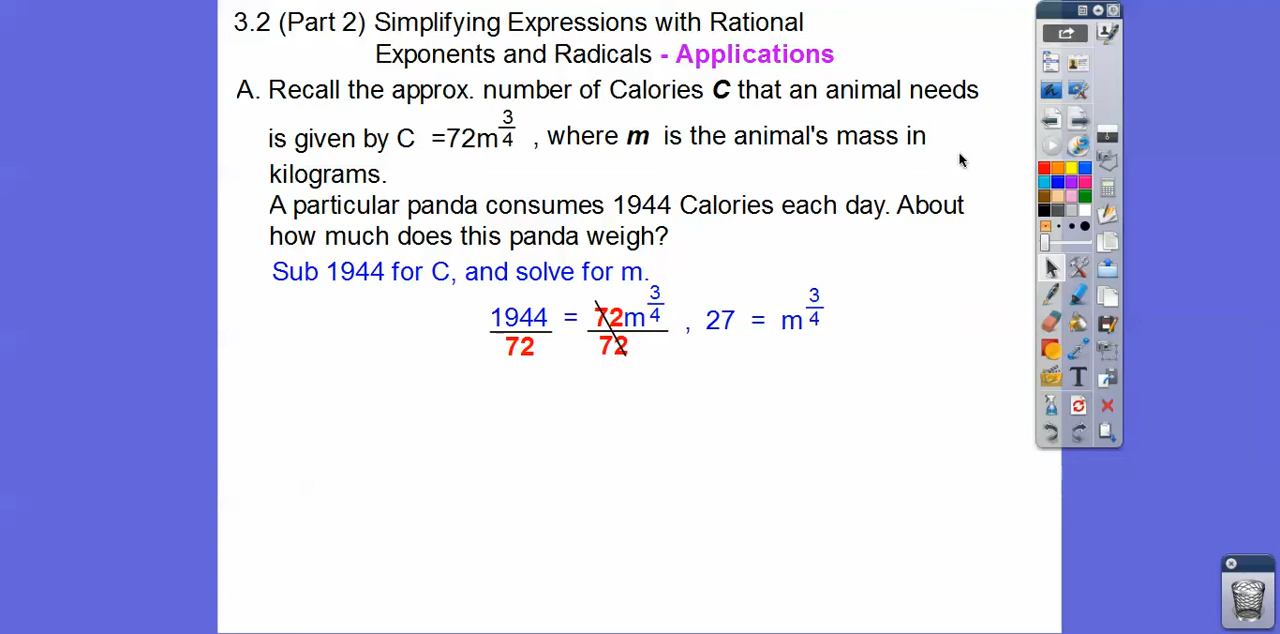 3.2 (Part 2) Simplifying Expressions with Rational
Exponents and Radicals - Applications
A. Recall the approx. number of Calories C that an animal needs
is given by C =72m^(3/4) , where m is the animal's mass in
kilograms.
A particular panda consumes 1944 Calories each day. About
how much does this panda weigh?
Sub 1944 for C, and solve for m.
1944/72 = 72m^(3/4)/72 , 27 = m^(3/4)
T